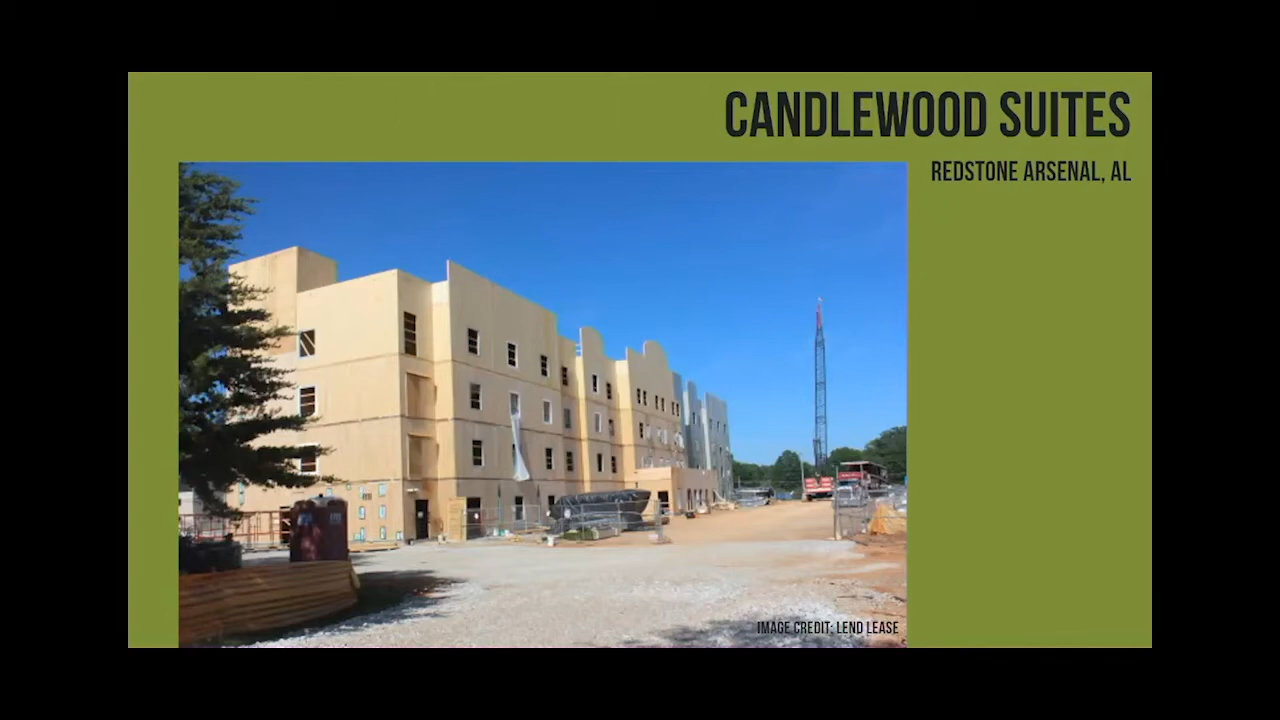 CANDLEWOOD SUITES
REDSTONE ARSENAL, AL
IMAGE CREDIT: LEND LEASE